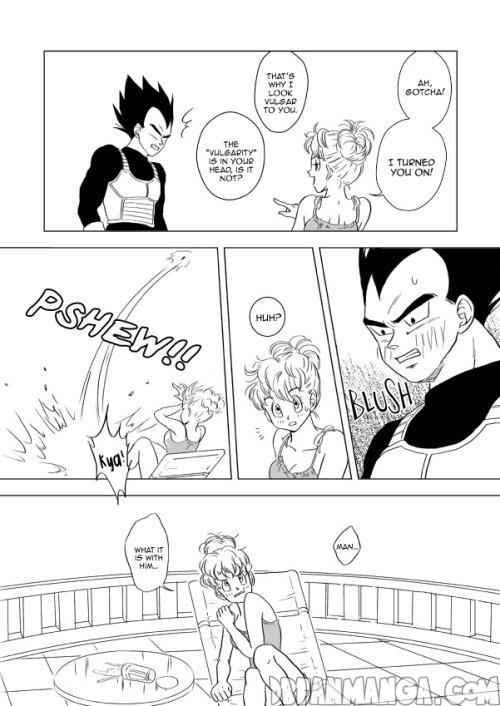 AH,
GOTCHA!
I TURNED
YOU ON!
THAT'S
WHY I
LOOK
VULGAR
TO YOU.
THE
"VULGARITY"
IS IN YOUR
HEAD, IS IT
NOT?
BLUSH
HUH?
PSHEW!!
Kya!
MAN...
WHAT IT
IS WITH
HIM...
DBFANMANGA.COM